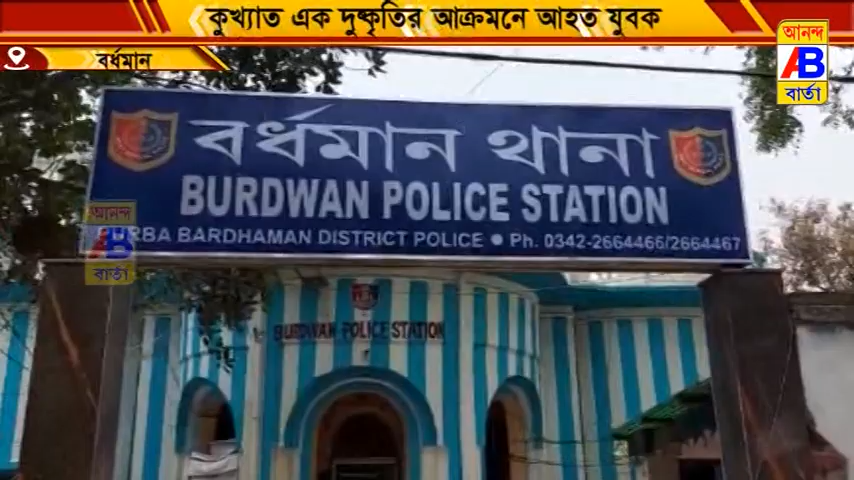 কুখ্যাত এক দুষ্কৃতির আক্রমনে আহত যুবক
বর্ধমান
আনন্দ
AB
বার্তা
বর্ধমান থানা
BURDWAN POLICE STATION
আনন্দ
AB
বার্তা
URBA BARDHAMAN DISTRICT POLICE ● Ph. 0342-2664466/2664467
BURDWAN POLICE STATION